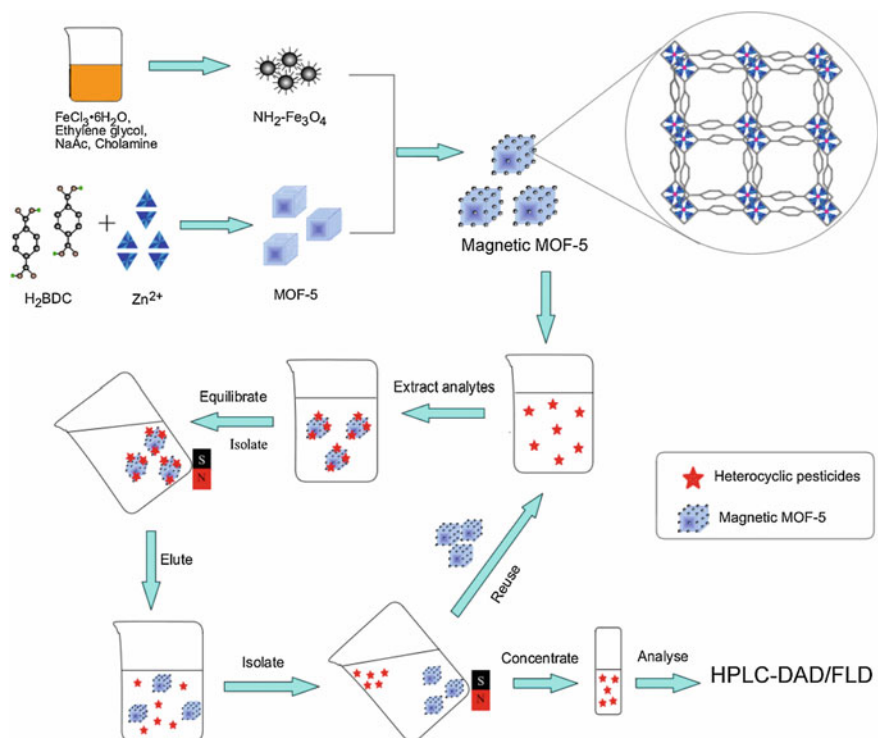 FeCl3•6H2O,
Ethylene glycol,
NaAc, Cholamine
NH2-Fe3O4
H2BDC
+
Zn2+
MOF-5
Magnetic MOF-5
Extract analytes
Equilibrate
Isolate
S
N
Heterocyclic pesticides
Magnetic MOF-5
Elute
Reuse
Isolate
S
N
Concentrate
Analyse
HPLC-DAD/FLD